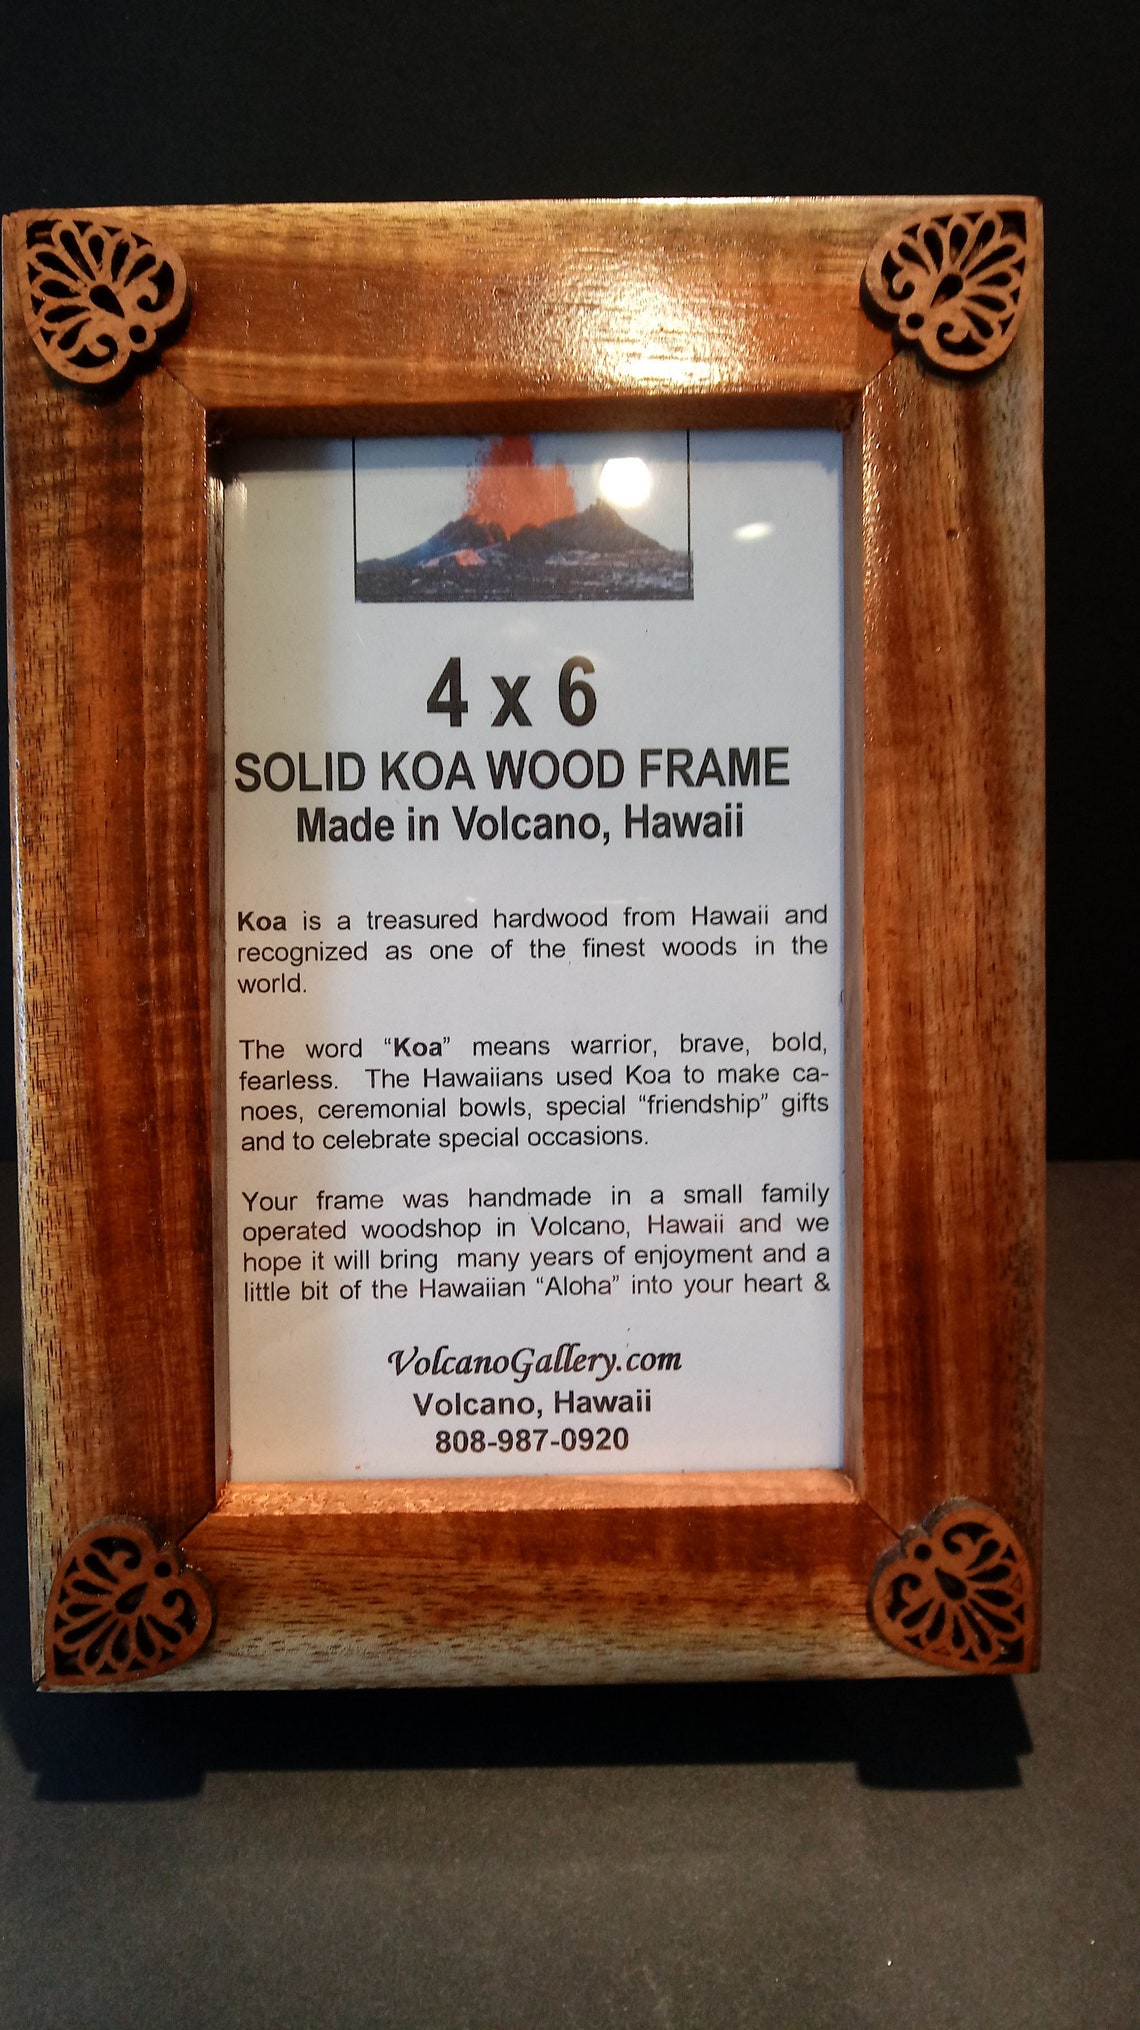 4 x 6
SOLID KOA WOOD FRAME
Made in Volcano, Hawaii
Koa is a treasured hardwood from Hawaii and
recognized as one of the finest woods in the
world.
The word “Koa” means warrior, brave, bold,
fearless. The Hawaiians used Koa to make ca-
noes, ceremonial bowls, special “friendship” gifts
and to celebrate special occasions.
Your frame was handmade in a small family
operated woodshop in Volcano, Hawaii and we
hope it will bring many years of enjoyment and a
little bit of the Hawaiian “Aloha” into your heart &
VolcanoGallery.com
Volcano, Hawaii
808-987-0920